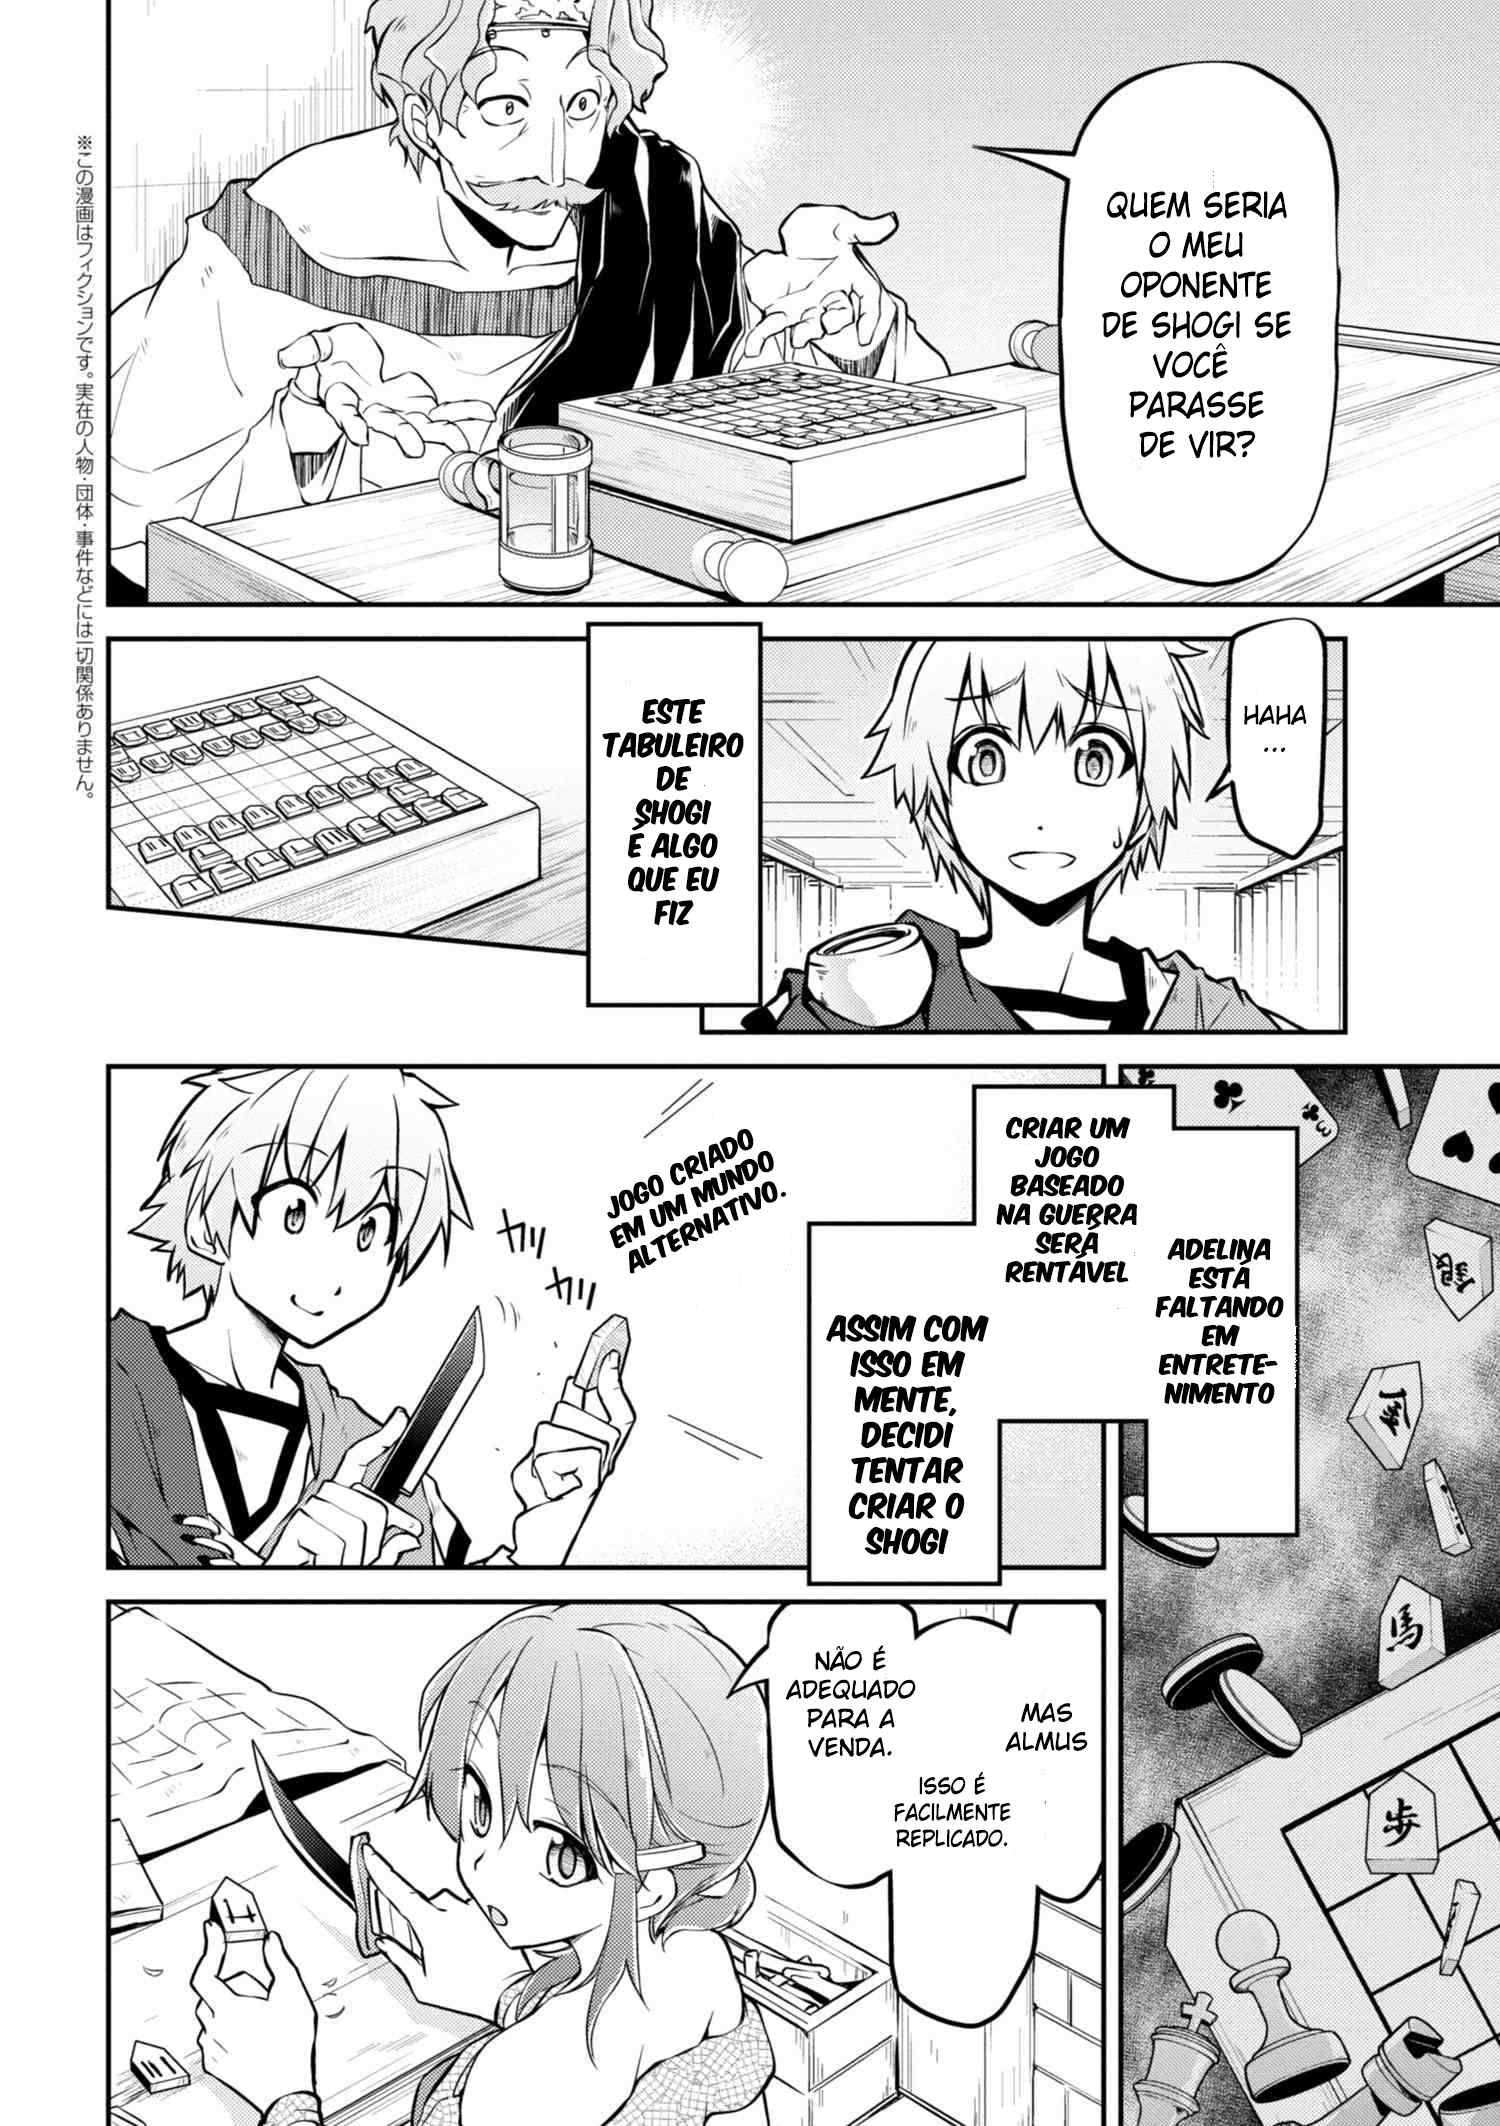 QUEM SERIA
O MEU
OPONENTE
DE SHOGI SE
VOCÊ
PARASSE
DE VIR?
※この漫画はフィクションです。実在の人物・団体・事件などには一切関係ありません。
HAHA
...
ESTE
TABULEIRO
DE
SHOGI
É ALGO
QUE EU
FIZ
ADELINA
ESTÁ
FALTANDO
EM
ENTRETE-
NIMENTO
CRIAR UM
JOGO
BASEADO
NA GUERRA
SERÁ
RENTÁVEL
ASSIM COM
ISSO EM
MENTE,
DECIDI
TENTAR
CRIAR O
SHOGI
JOGO CRIADO
EM UM MUNDO
ALTERNATIVO.
ガリ
ガリ
3
馬
歩
MAS
ALMUS
ISSO É
FACILMENTE
REPLICADO.
NÃO É
ADEQUADO
PARA A
VENDA.